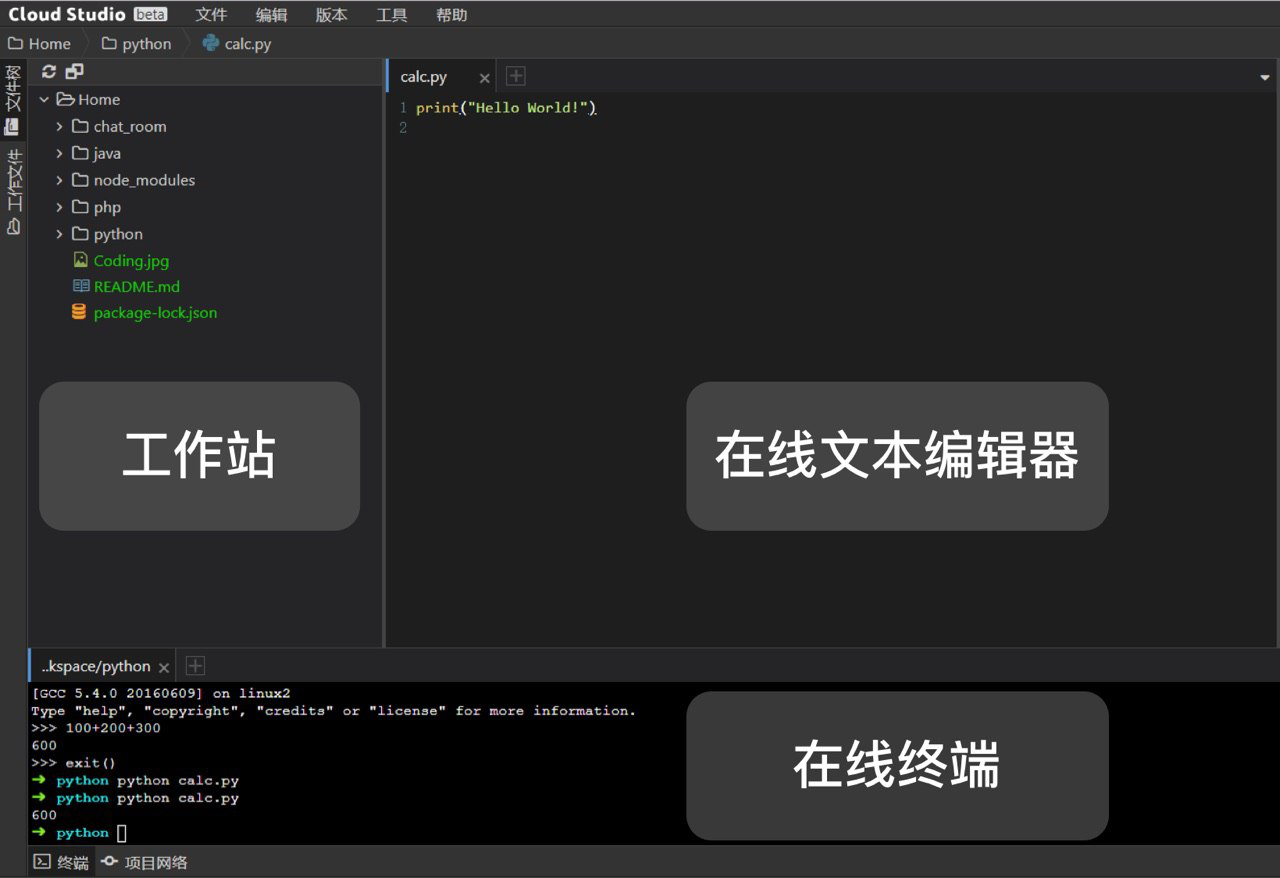 Cloud Studio beta 文件 编辑 版本 工具 帮助
Home python calc.py
文件树
工作文件
Home
chat_room
java
node_modules
php
python
Coding.jpg
README.md
package-lock.json
工作站
calc.py
1 print("Hello World!")
2
在线文本编辑器
..kspace/python
[GCC 5.4.0 20160609] on linux2
Type "help", "copyright", "credits" or "license" for more information.
>>> 100+200+300
600
>>> exit()
➜ python python calc.py
➜ python python calc.py
600
➜ python
在线终端
终端 项目网络